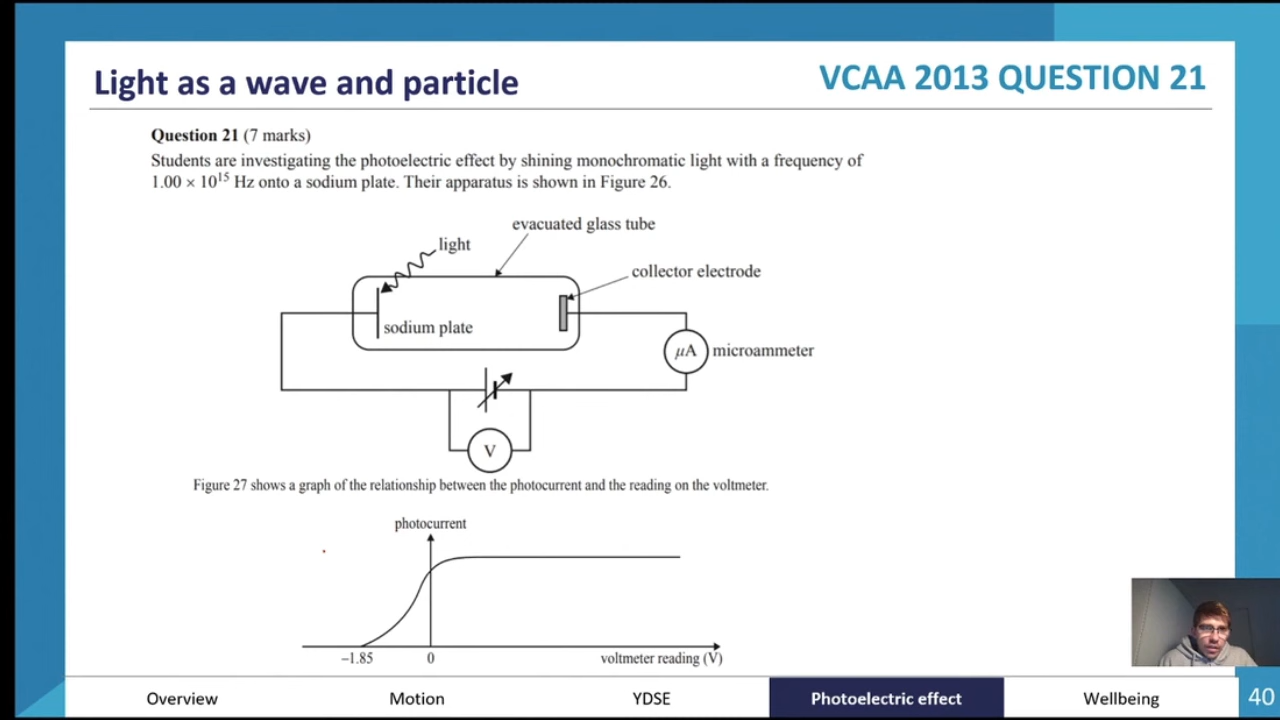 Light as a wave and particle
VCAA 2013 QUESTION 21
Question 21 (7 marks)
Students are investigating the photoelectric effect by shining monochromatic light with a frequency of
1.00 × 10¹⁵ Hz onto a sodium plate. Their apparatus is shown in Figure 26.
evacuated glass tube
light
collector electrode
sodium plate
μA
microammeter
V
Figure 27 shows a graph of the relationship between the photocurrent and the reading on the voltmeter.
photocurrent
–1.85
0
voltmeter reading (V)
Overview
Motion
YDSE
Photoelectric effect
Wellbeing
40